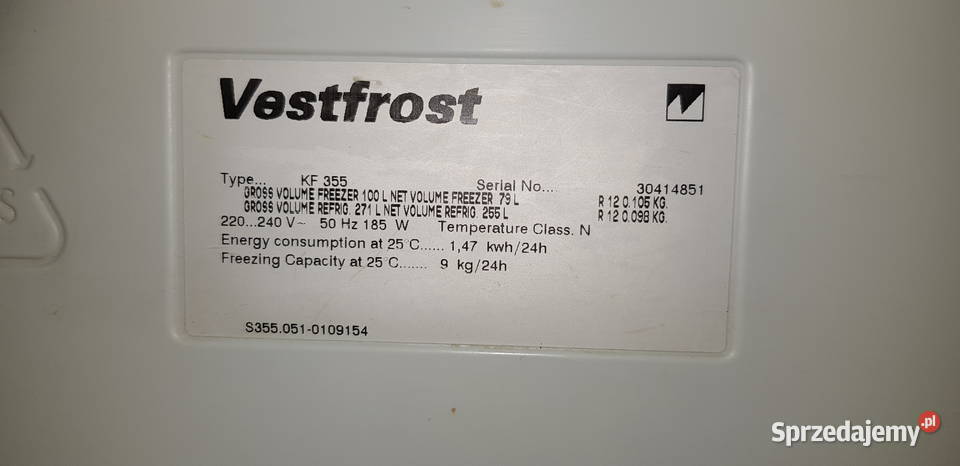 Vestfrost
Type... KF 355 Serial No... 30414851
GROSS VOLUME FREEZER 100 L NET VOLUME FREEZER 79 L R 12 0.105 KG.
GROSS VOLUME REFRIG. 271 L NET VOLUME REFRIG. 255 L R 12 0.098 KG.
220...240 V~ 50 Hz 185 W Temperature Class. N
Energy consumption at 25°C...... 1,47 kwh/24h
Freezing Capacity at 25°C....... 9 kg/24h
S355.051-0109154
Sprzedajemy.pl